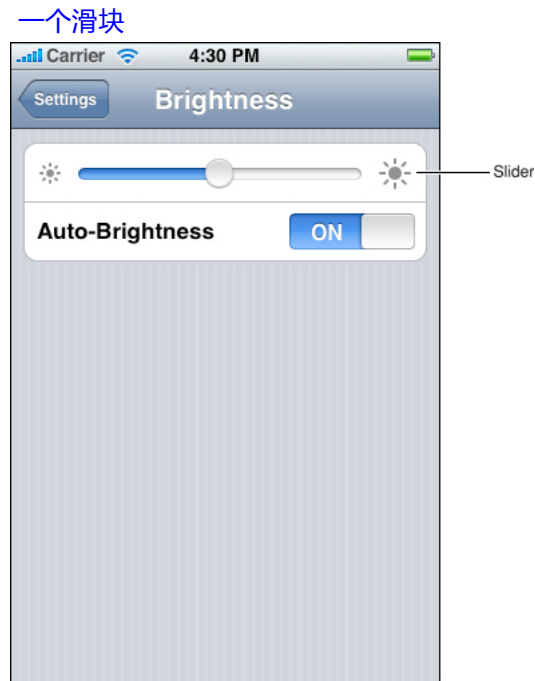 一个滑块
Carrier 4:30 PM
Settings Brightness
Slider
Auto-Brightness ON